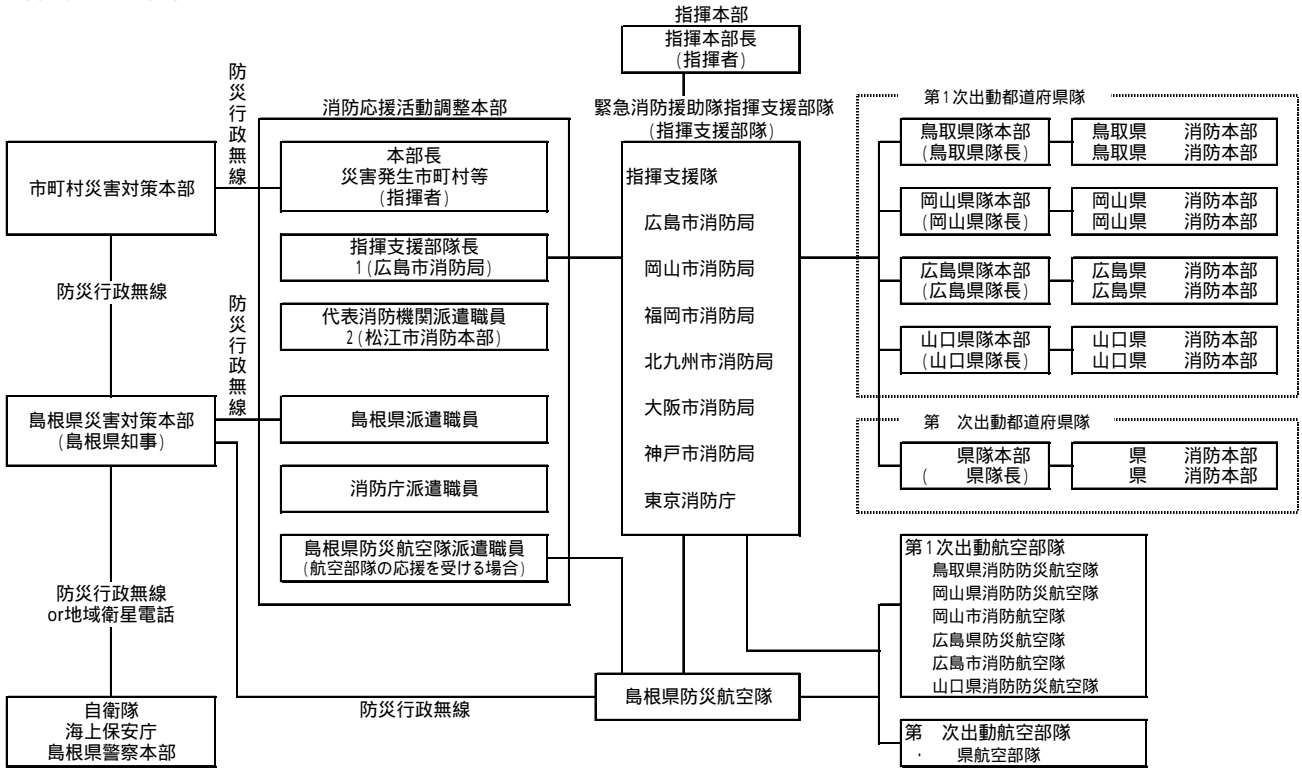 指揮本部
指揮本部長
(指揮者)
防災行政無線
消防応援活動調整本部
緊急消防援助隊指揮支援部隊
(指揮支援部隊)
第1次出動都道府県隊
市町村災害対策本部
本部長
災害発生市町村等
(指揮者)
指揮支援部隊長
1(広島市消防局)
代表消防機関派遣職員
2(松江市消防本部)
島根県派遣職員
消防庁派遣職員
島根県防災航空隊派遣職員
(航空部隊の応援を受ける場合)
防災行政無線
防災行政無線
島根県災害対策本部
(島根県知事)
防災行政無線
or地域衛星電話
自衛隊
海上保安庁
島根県警察本部
防災行政無線
指揮支援隊
広島市消防局
岡山市消防局
福岡市消防局
北九州市消防局
大阪市消防局
神戸市消防局
東京消防庁
島根県防災航空隊
鳥取県隊本部
(鳥取県隊長)
鳥取県 消防本部
鳥取県 消防本部
岡山県隊本部
(岡山県隊長)
岡山県 消防本部
岡山県 消防本部
広島県隊本部
(広島県隊長)
広島県 消防本部
広島県 消防本部
山口県隊本部
(山口県隊長)
山口県 消防本部
山口県 消防本部
第 次出動都道府県隊
県隊本部
( 県隊長)
県 消防本部
県 消防本部
第1次出動航空部隊
鳥取県消防防災航空隊
岡山県消防防災航空隊
岡山市消防航空隊
広島県防災航空隊
広島市消防航空隊
山口県消防防災航空隊
第 次出動航空部隊
・ 県航空部隊